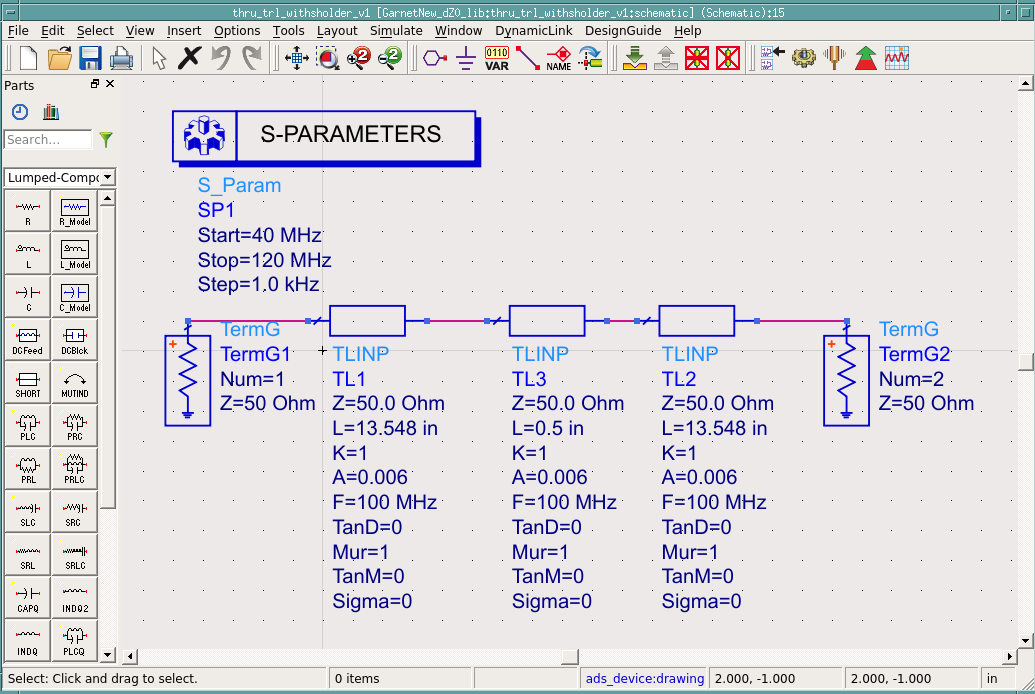 thru_trl_withsholder_v1 [GarnetNew_dZ0_lib:thru_trl_withsholder_v1:schematic] (Schematic):15
File Edit Select View Insert Options Tools Layout Simulate Window DynamicLink DesignGuide Help
+2 -2 0110 VAR NAME
Parts
Search...
Lumped-Compo
R R_Model
L L_Model
C C_Model
DCFeed DCBlck
SHORT MUTIND
PLC PRC
PRL PRLC
SLC SRC
SRL SRLC
CAPQ INDQ2
INDQ PLCQ
S-PARAMETERS
S_Param
SP1
Start=40 MHz
Stop=120 MHz
Step=1.0 kHz
TermG
TermG1
Num=1
Z=50 Ohm
TLINP
TL1
Z=50.0 Ohm
L=13.548 in
K=1
A=0.006
F=100 MHz
TanD=0
Mur=1
TanM=0
Sigma=0
TLINP
TL3
Z=50.0 Ohm
L=0.5 in
K=1
A=0.006
F=100 MHz
TanD=0
Mur=1
TanM=0
Sigma=0
TLINP
TL2
Z=50.0 Ohm
L=13.548 in
K=1
A=0.006
F=100 MHz
TanD=0
Mur=1
TanM=0
Sigma=0
TermG
TermG2
Num=2
Z=50 Ohm
Select: Click and drag to select. 0 items ads_device:drawing 2.000, -1.000 2.000, -1.000 in